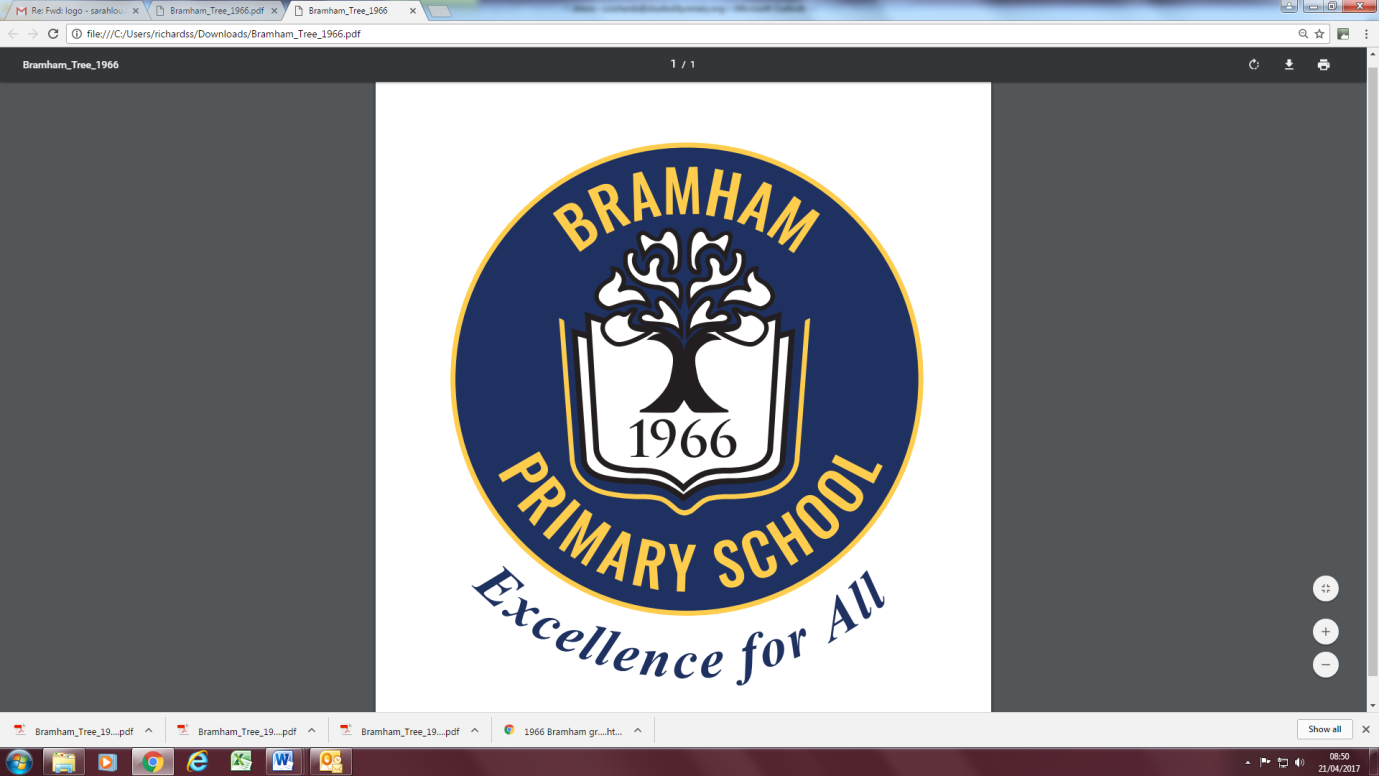 Re: Fwd: logo - sarahlou
Bramham_Tree_1966.pdf
Bramham_Tree_1966
file:///C:/Users/richardss/Downloads/Bramham_Tree_1966.pdf
Bramham_Tree_1966
1 / 1
BRAMHAM
1966
PRIMARY SCHOOL
Excellence for All
Bramham_Tree_19....pdf
Bramham_Tree_19....pdf
Bramham_Tree_19....pdf
1966 Bramham gr....ht...
Show all
08:50
21/04/2017